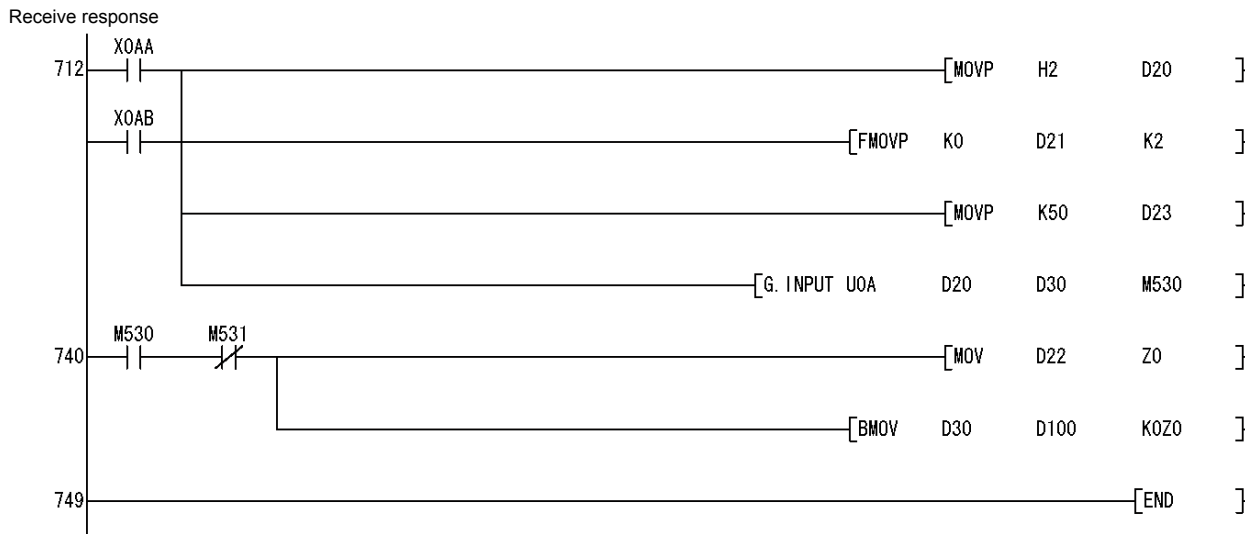 Receive response
X0AA
712 [MOVP H2 D20 ]
X0AB
[FMOVP K0 D21 K2 ]
[MOVP K50 D23 ]
[G.INPUT U0A D20 D30 M530 ]
M530 M531
740 [MOV D22 Z0 ]
[BMOV D30 D100 K0Z0 ]
749 [END ]